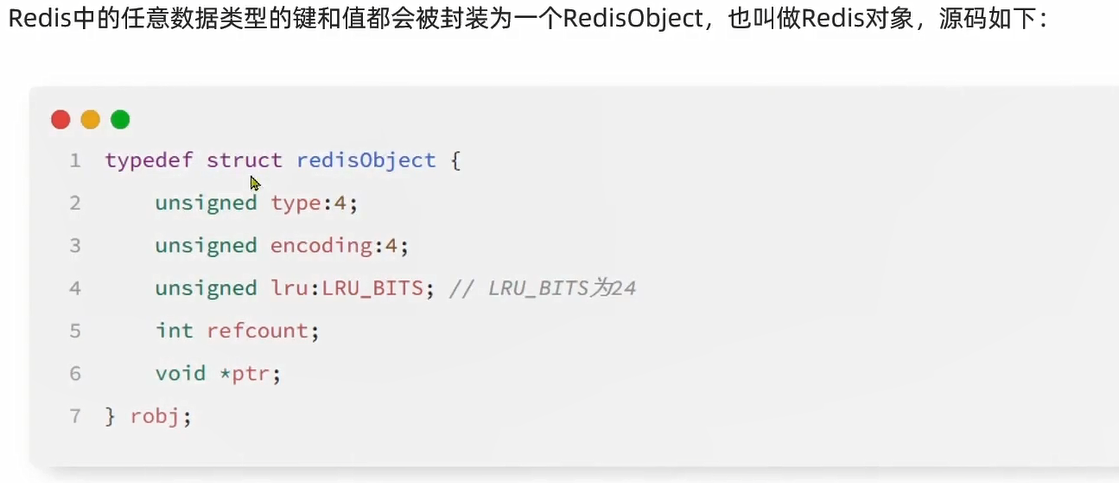 Redis中的任意数据类型的键和值都会被封装为一个RedisObject，也叫做Redis对象，源码如下：
1 typedef struct redisObject {
2     unsigned type:4;
3     unsigned encoding:4;
4     unsigned lru:LRU_BITS; // LRU_BITS为24
5     int refcount;
6     void *ptr;
7 } robj;